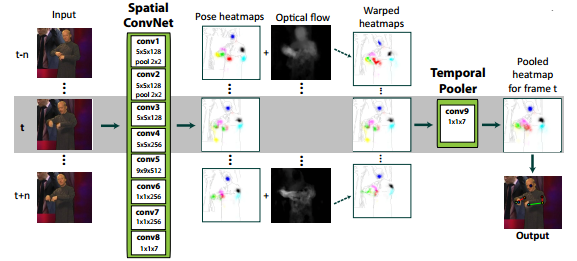 Input
Spatial
ConvNet
Pose heatmaps
Optical flow
Warped
heatmaps
Temporal
Pooler
Pooled
heatmap
for frame t
t-n
t
t+n
conv1
5x5x128
pool 2x2
conv2
5x5x128
pool 2x2
conv3
5x5x128
conv4
5x5x256
conv5
9x9x512
conv6
1x1x256
conv7
1x1x256
conv8
1x1x7
+
+
conv9
1x1x7
Output